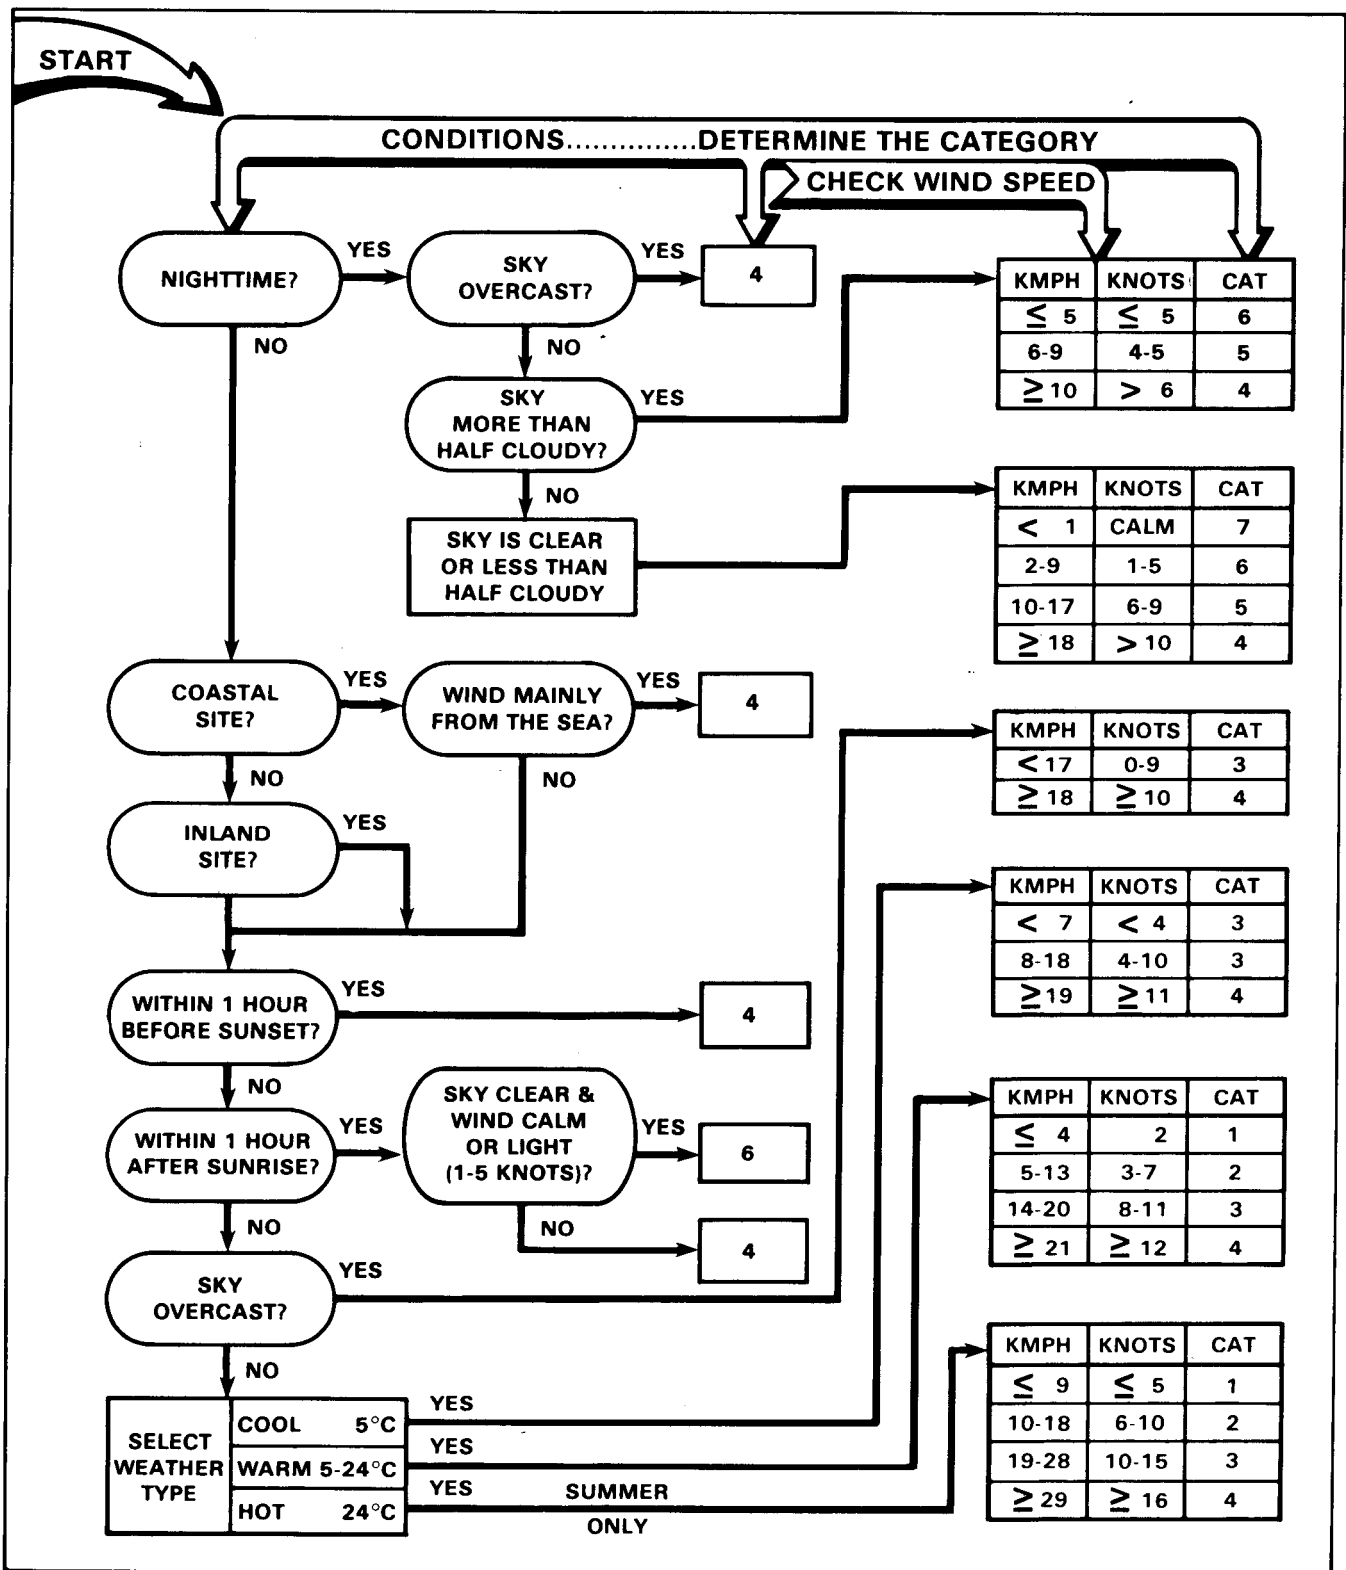 START
CONDITIONS...............DETERMINE THE CATEGORY
CHECK WIND SPEED
NIGHTTIME?
YES
NO
SKY
OVERCAST?
YES
NO
4
SKY
MORE THAN
HALF CLOUDY?
YES
NO
SKY IS CLEAR
OR LESS THAN
HALF CLOUDY
KMPH KNOTS CAT
≤ 5 ≤ 5 6
6-9 4-5 5
≥ 10 > 6 4
KMPH KNOTS CAT
< 1 CALM 7
2-9 1-5 6
10-17 6-9 5
≥ 18 > 10 4
COASTAL
SITE?
YES
NO
WIND MAINLY
FROM THE SEA?
YES
NO
4
INLAND
SITE?
YES
KMPH KNOTS CAT
< 17 0-9 3
≥ 18 ≥ 10 4
WITHIN 1 HOUR
BEFORE SUNSET?
YES
NO
4
KMPH KNOTS CAT
< 7 < 4 3
8-18 4-10 3
≥ 19 ≥ 11 4
WITHIN 1 HOUR
AFTER SUNRISE?
YES
NO
SKY CLEAR &
WIND CALM
OR LIGHT
(1-5 KNOTS)?
YES
NO
6
4
KMPH KNOTS CAT
≤ 4 2 1
5-13 3-7 2
14-20 8-11 3
≥ 21 ≥ 12 4
SKY
OVERCAST?
YES
NO
SELECT
WEATHER
TYPE
COOL 5°C
YES
WARM 5-24°C
YES
HOT 24°C
YES
SUMMER
ONLY
KMPH KNOTS CAT
≤ 9 ≤ 5 1
10-18 6-10 2
19-28 10-15 3
≥ 29 ≥ 16 4